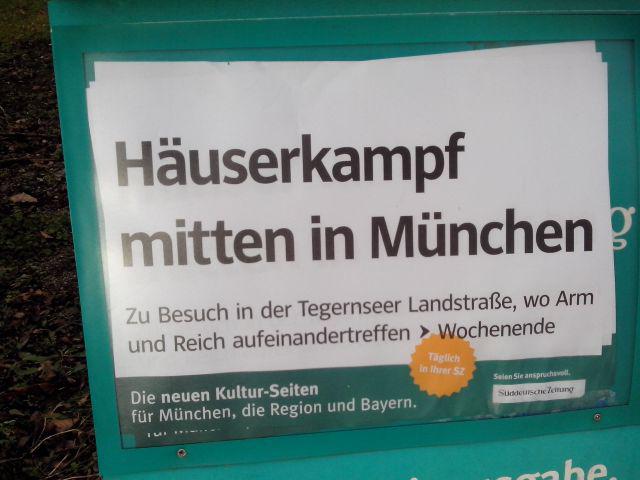 Häuserkampf
mitten in München
Zu Besuch in der Tegernseer Landstraße, wo Arm
und Reich aufeinandertreffen > Wochenende
Täglich
in Ihrer SZ
Die neuen Kultur-Seiten
für München, die Region und Bayern.
Seien Sie anspruchsvoll.
Süddeutsche Zeitung
g